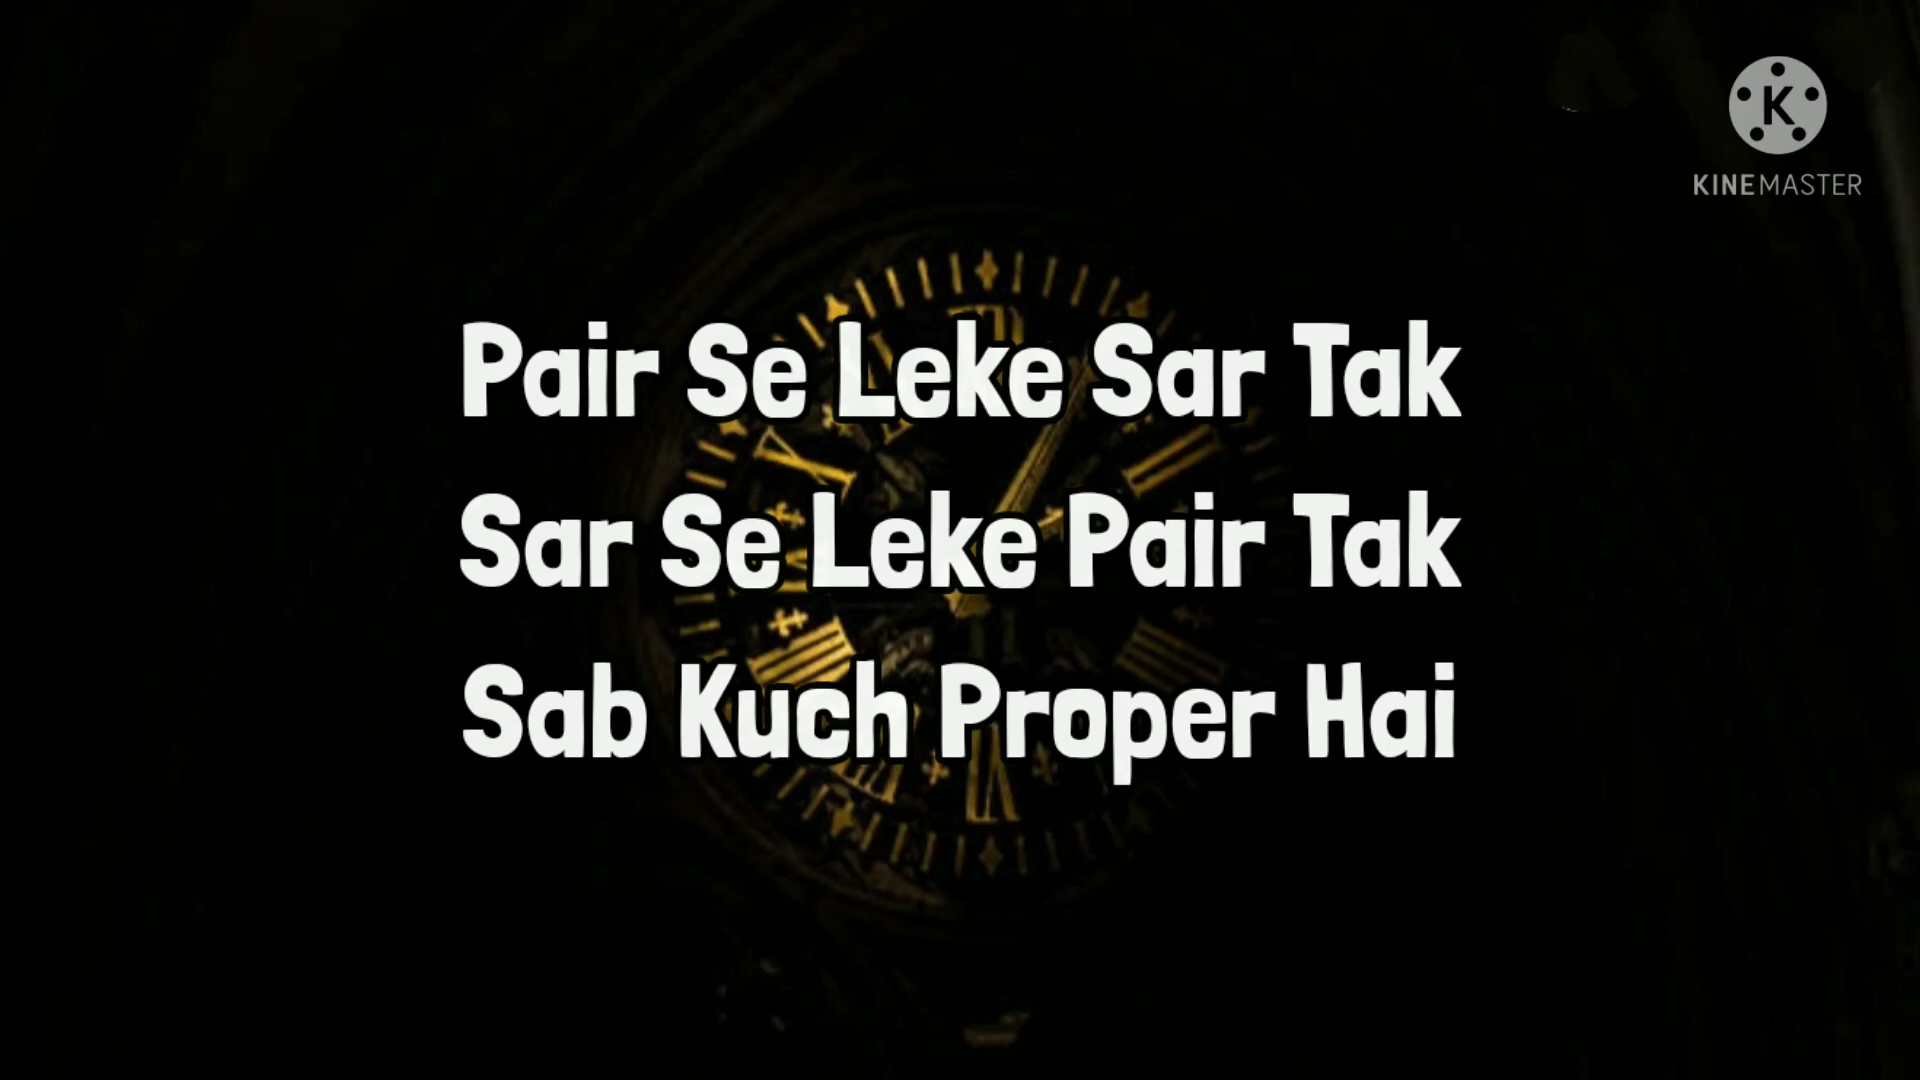 K
KINEMASTER
Pair Se Leke Sar Tak
Sar Se Leke Pair Tak
Sab Kuch Proper Hai